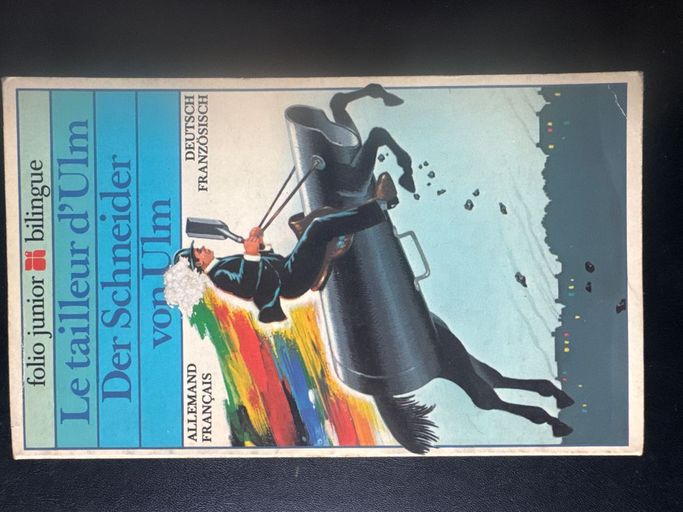 folio junior bilingue
Le tailleur d'Ulm
Der Schneider
von Ulm
ALLEMAND
FRANÇAIS
DEUTSCH
FRANZÖSISCH